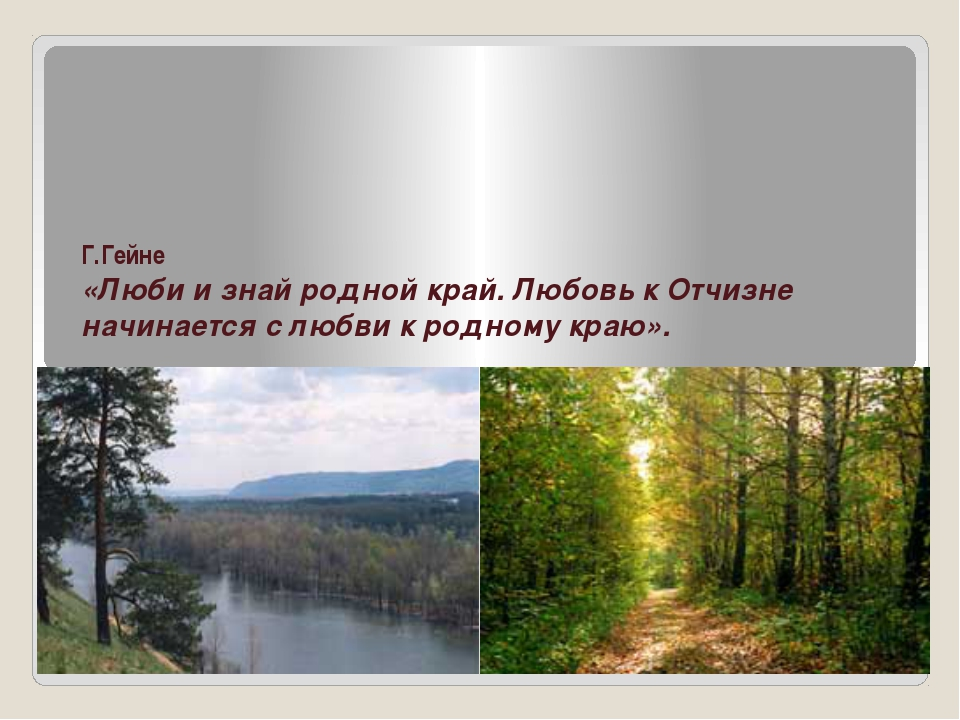 Г.Гейне
«Люби и знай родной край. Любовь к Отчизне
начинается с любви к родному краю».